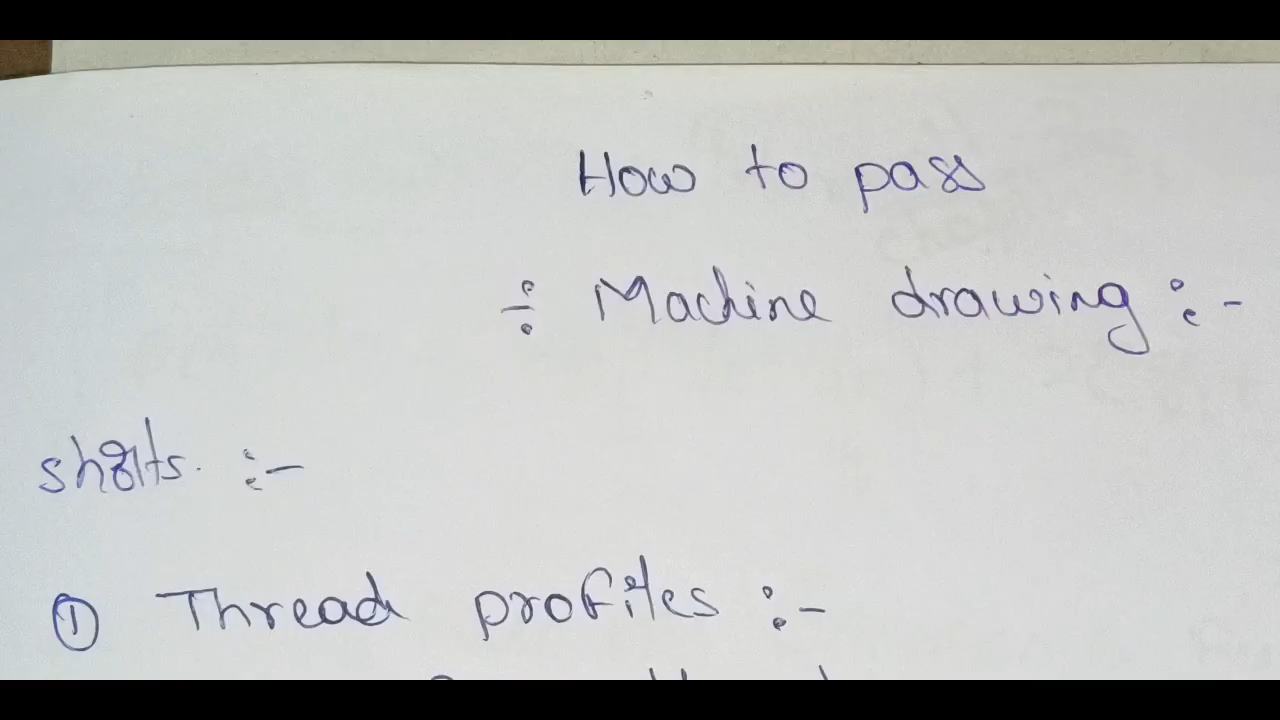 How to pass
÷ Machine drawing :-
shorts. :-
① Thread profiles :-